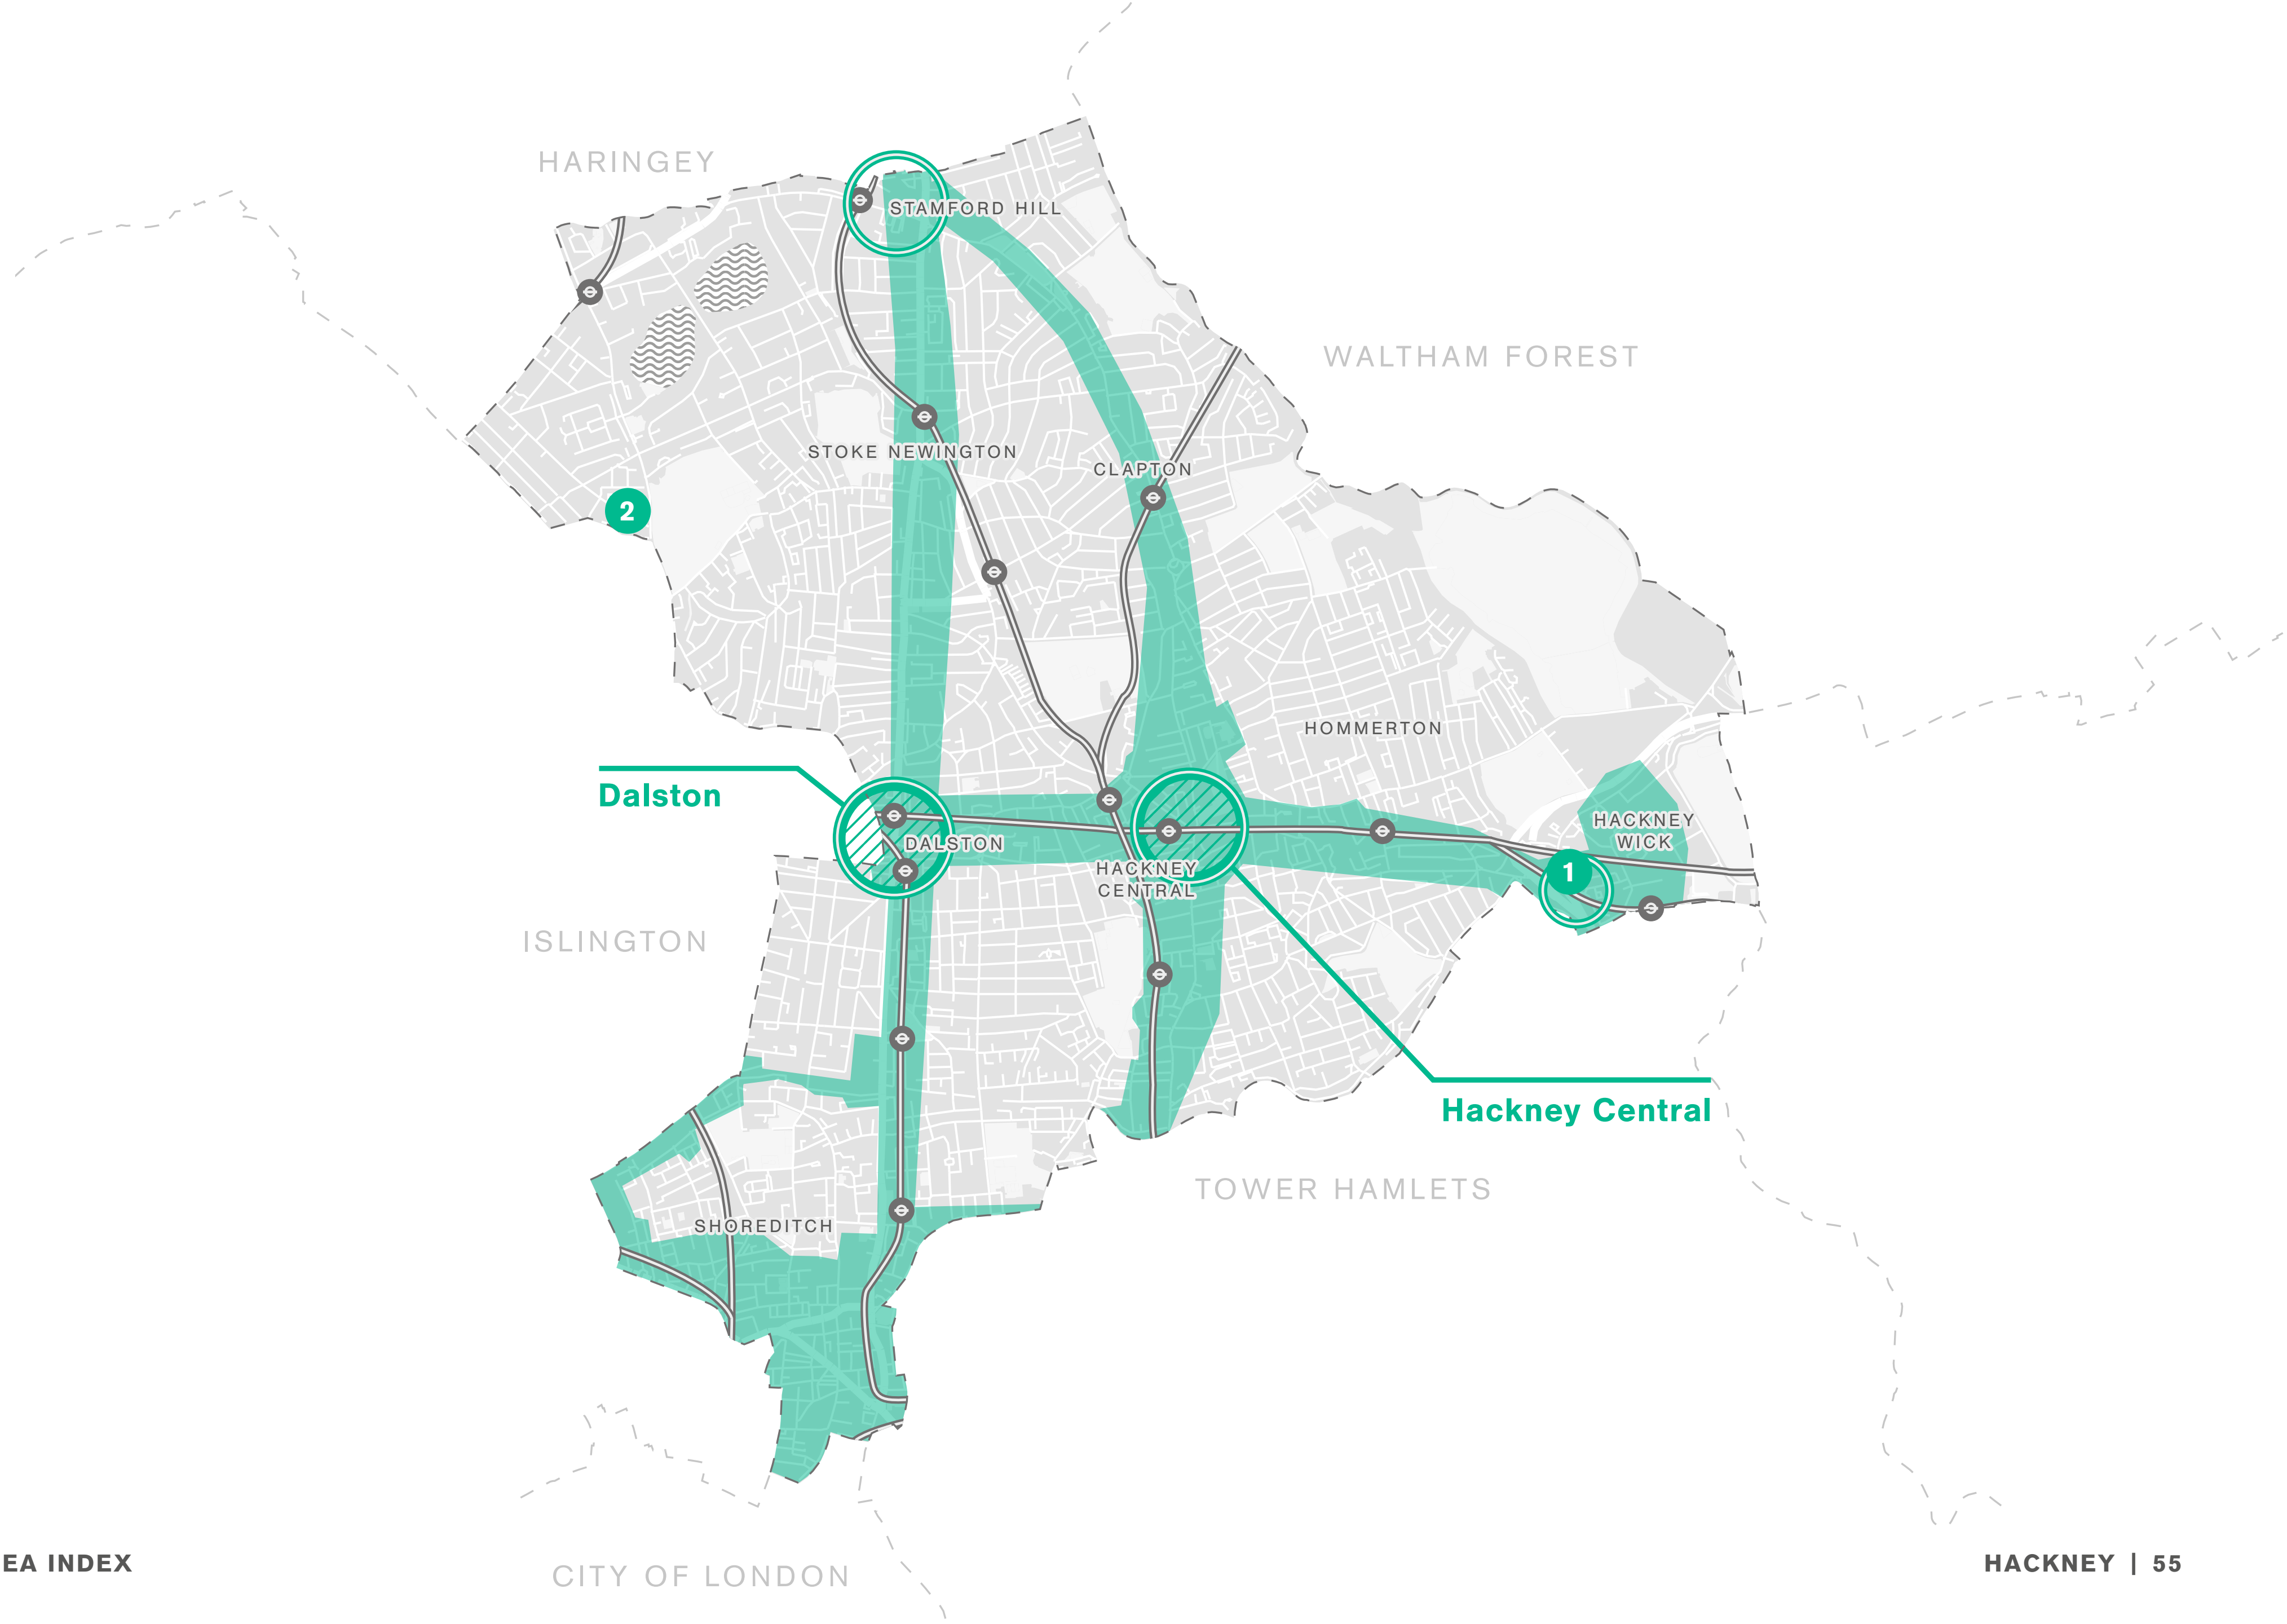 HARINGEY
STAMFORD HILL
WALTHAM FOREST
STOKE NEWINGTON
CLAPTON
2
HOMMERTON
Dalston
HACKNEY
WICK
DALSTON
1
HACKNEY
CENTRAL
ISLINGTON
Hackney Central
TOWER HAMLETS
SHOREDITCH
CITY OF LONDON
EA INDEX
HACKNEY | 55